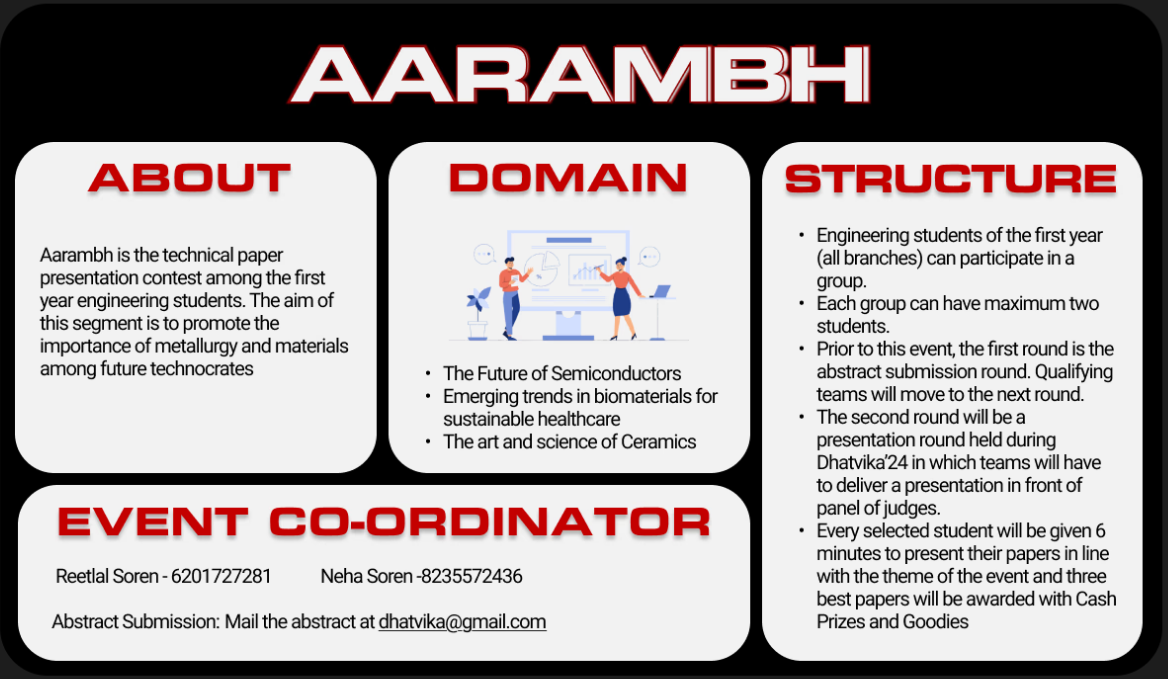 AARAMBH
ABOUT
Aarambh is the technical paper
presentation contest among the first
year engineering students. The aim of
this segment is to promote the
importance of metallurgy and materials
among future technocrates
DOMAIN
• The Future of Semiconductors
• Emerging trends in biomaterials for
sustainable healthcare
• The art and science of Ceramics
STRUCTURE
• Engineering students of the first year
(all branches) can participate in a
group.
• Each group can have maximum two
students.
• Prior to this event, the first round is the
abstract submission round. Qualifying
teams will move to the next round.
• The second round will be a
presentation round held during
Dhatvika’24 in which teams will have
to deliver a presentation in front of
panel of judges.
• Every selected student will be given 6
minutes to present their papers in line
with the theme of the event and three
best papers will be awarded with Cash
Prizes and Goodies
EVENT CO-ORDINATOR
Reetlal Soren - 6201727281 Neha Soren -8235572436
Abstract Submission: Mail the abstract at dhatvika@gmail.com